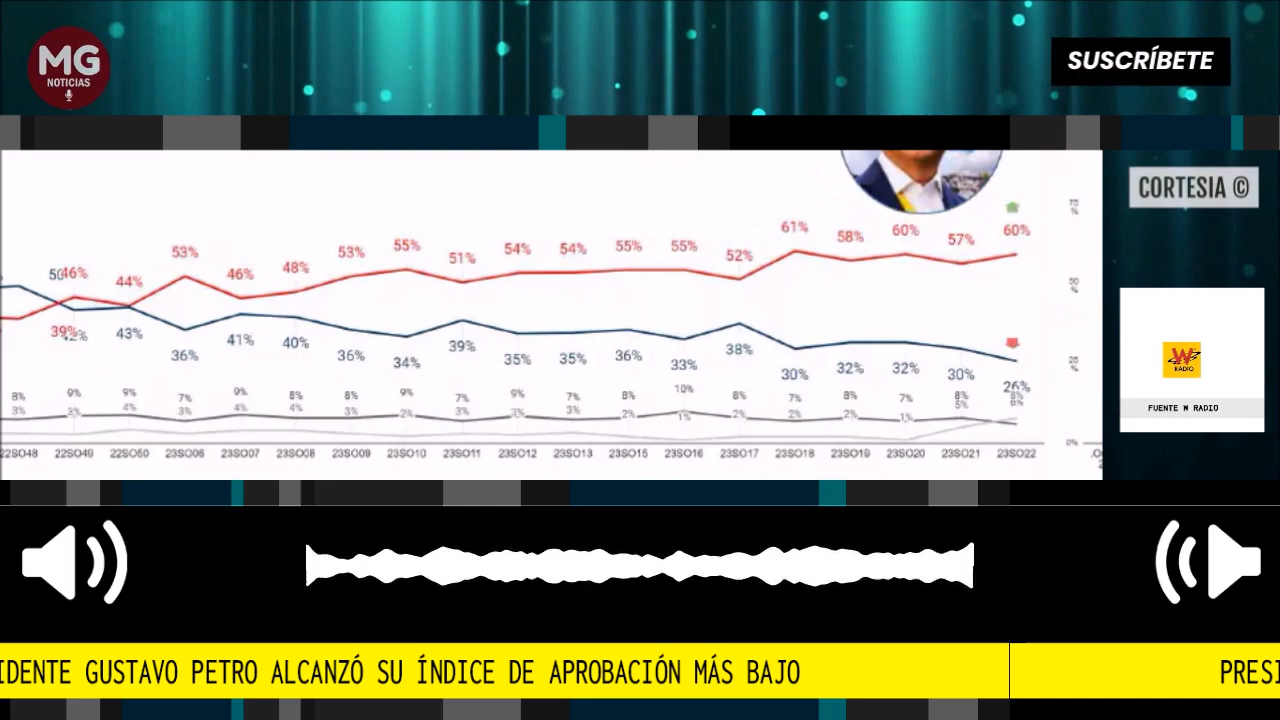 MG
NOTICIAS
SUSCRÍBETE
CORTESIA ©
75
%
50
%
25
%
0%
46% 44% 53% 46% 48% 53% 55% 51% 54% 54% 55% 55% 52% 61% 58% 60% 57% 60%
39% 43% 36% 41% 40% 36% 34% 39% 35% 35% 36% 33% 38% 30% 32% 32% 30% 26%
8% 9% 9% 7% 9% 8% 8% 9% 7% 9% 7% 8% 10% 8% 7% 8% 7% 8% 8%
3% 3% 4% 3% 4% 4% 3% 2% 3% 3% 3% 2% 1% 2% 2% 2% 1% 5%
22SO48 22SO49 22SO50 23SO06 23SO07 23SO08 23SO09 23SO10 23SO11 23SO12 23SO13 23SO15 23SO16 23SO17 23SO18 23SO19 23SO20 23SO21 23SO22
W
RADIO
FUENTE W RADIO
IDENTE GUSTAVO PETRO ALCANZÓ SU ÍNDICE DE APROBACIÓN MÁS BAJO
PRESI